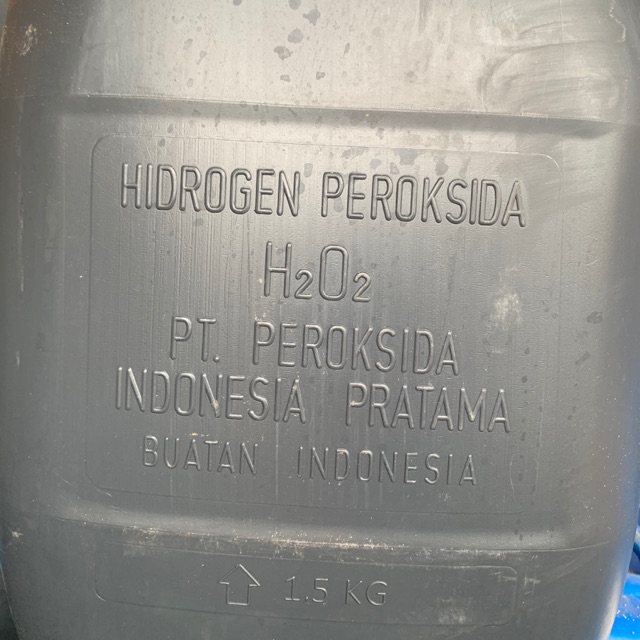 HIDROGEN PEROKSIDA
H₂O₂
PT. PEROKSIDA
INDONESIA PRATAMA
BUATAN INDONESIA
1.5 KG